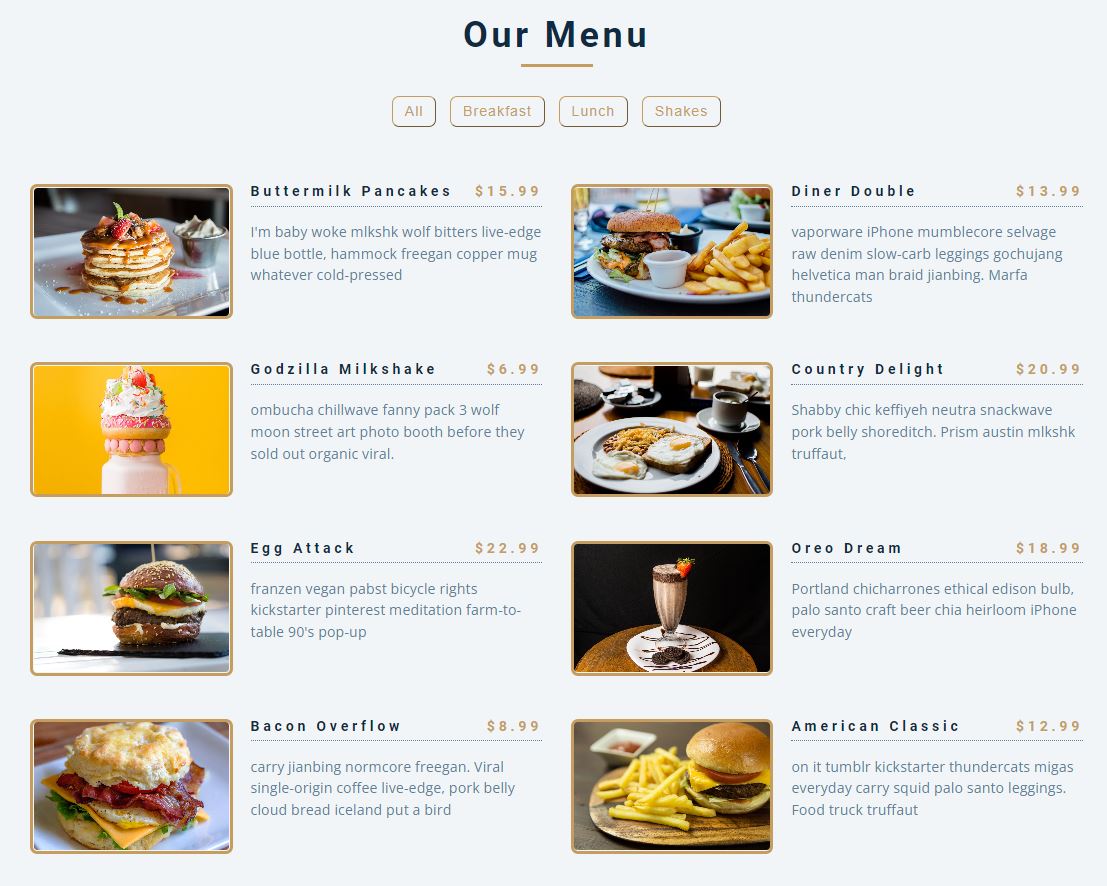 Our Menu
All
Breakfast
Lunch
Shakes
Buttermilk Pancakes $15.99
I'm baby woke mlkshk wolf bitters live-edge
blue bottle, hammock freegan copper mug
whatever cold-pressed
Diner Double $13.99
vaporware iPhone mumblecore selvage
raw denim slow-carb leggings gochujang
helvetica man braid jianbing. Marfa
thundercats
Godzilla Milkshake $6.99
ombucha chillwave fanny pack 3 wolf
moon street art photo booth before they
sold out organic viral.
Country Delight $20.99
Shabby chic keffiyeh neutra snackwave
pork belly shoreditch. Prism austin mlkshk
truffaut,
Egg Attack $22.99
franzen vegan pabst bicycle rights
kickstarter pinterest meditation farm-to-
table 90's pop-up
Oreo Dream $18.99
Portland chicharrones ethical edison bulb,
palo santo craft beer chia heirloom iPhone
everyday
Bacon Overflow $8.99
carry jianbing normcore freegan. Viral
single-origin coffee live-edge, pork belly
cloud bread iceland put a bird
American Classic $12.99
on it tumblr kickstarter thundercats migas
everyday carry squid palo santo leggings.
Food truck truffaut